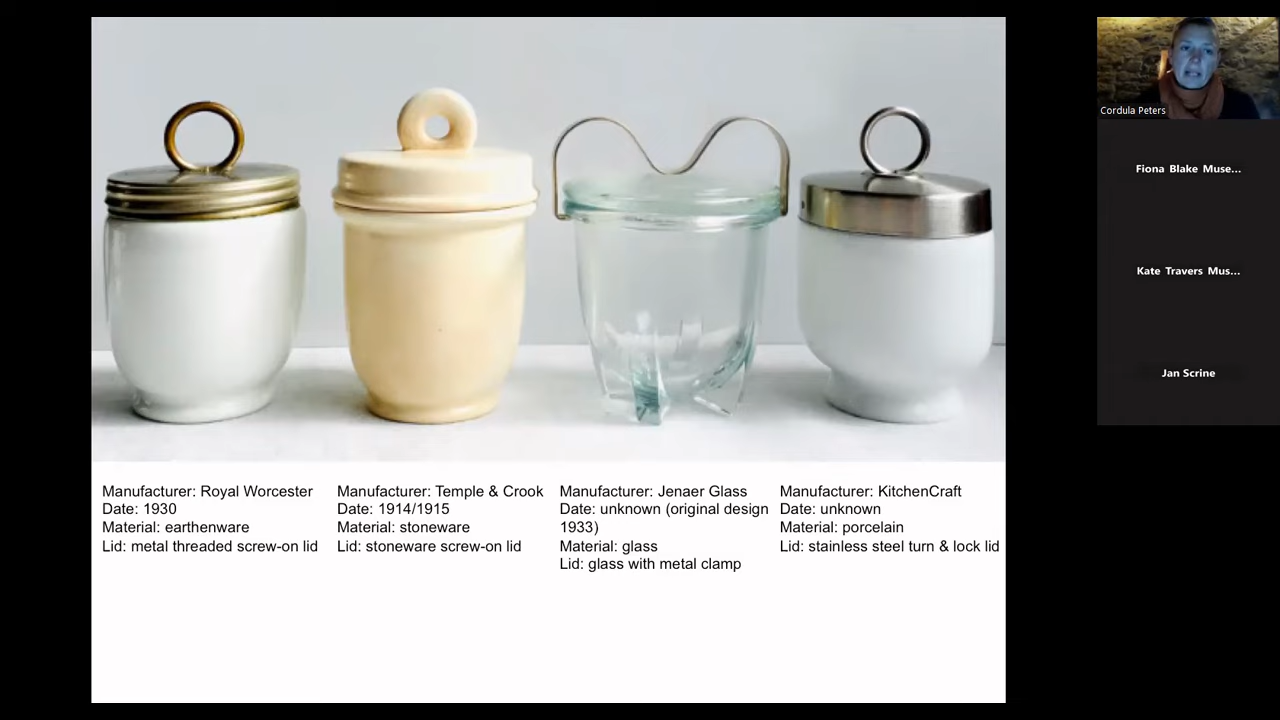 Cordula Peters
Fiona Blake Muse...
Kate Travers Mus...
Jan Scrine
Manufacturer: Royal Worcester
Date: 1930
Material: earthenware
Lid: metal threaded screw-on lid
Manufacturer: Temple & Crook
Date: 1914/1915
Material: stoneware
Lid: stoneware screw-on lid
Manufacturer: Jenaer Glass
Date: unknown (original design
1933)
Material: glass
Lid: glass with metal clamp
Manufacturer: KitchenCraft
Date: unknown
Material: porcelain
Lid: stainless steel turn & lock lid